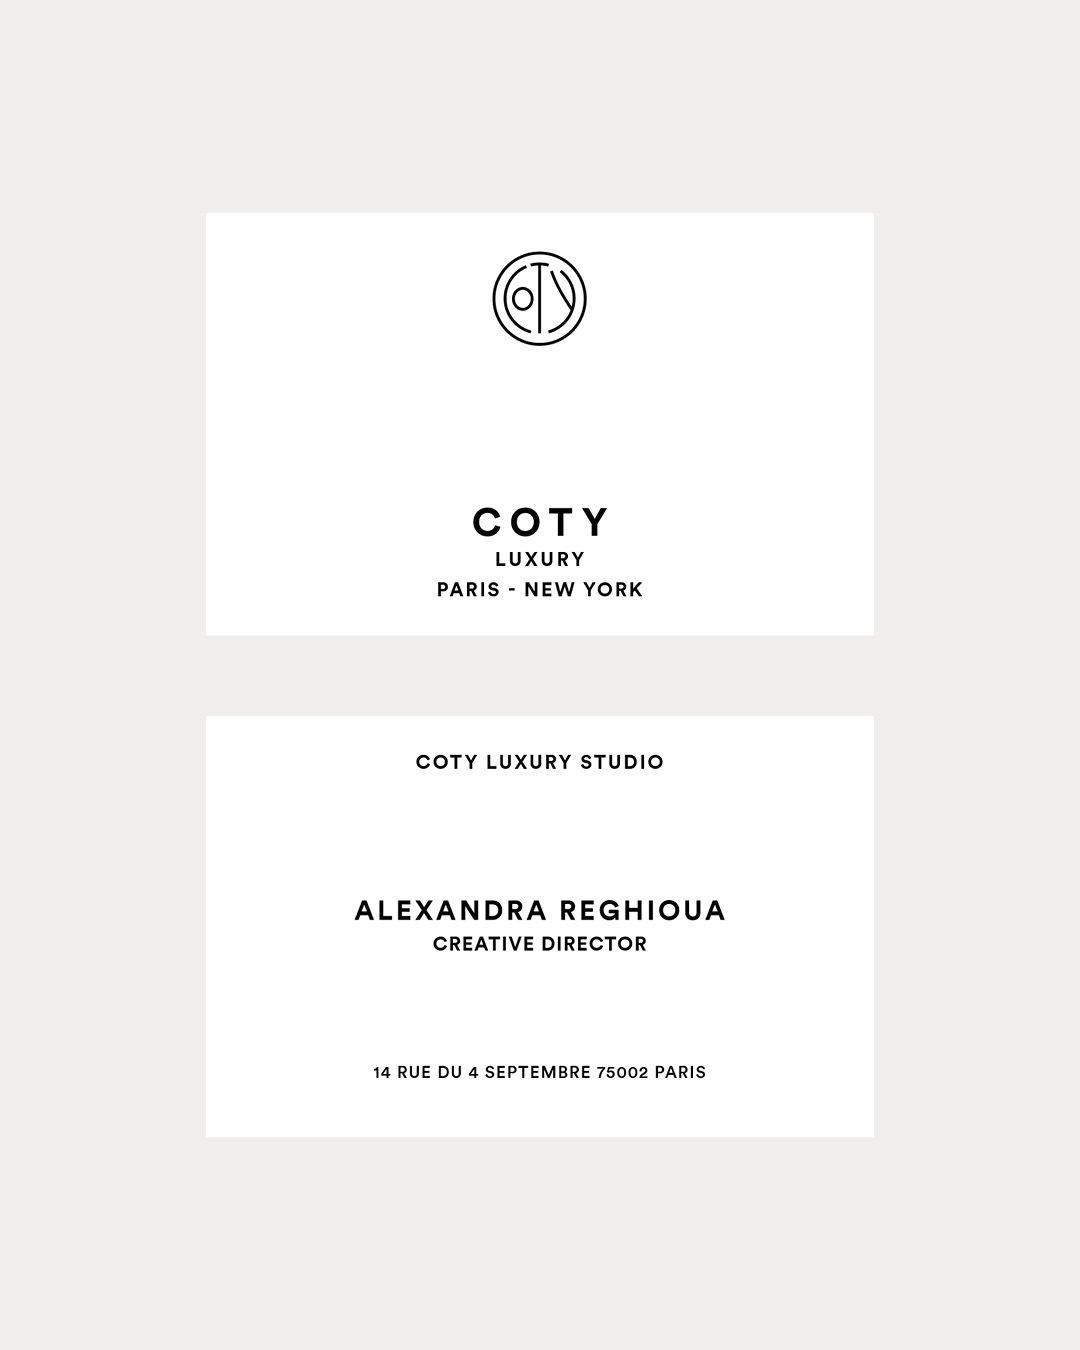 COTY
COTY
LUXURY
PARIS - NEW YORK
COTY LUXURY STUDIO
ALEXANDRA REGHIOUA
CREATIVE DIRECTOR
14 RUE DU 4 SEPTEMBRE 75002 PARIS